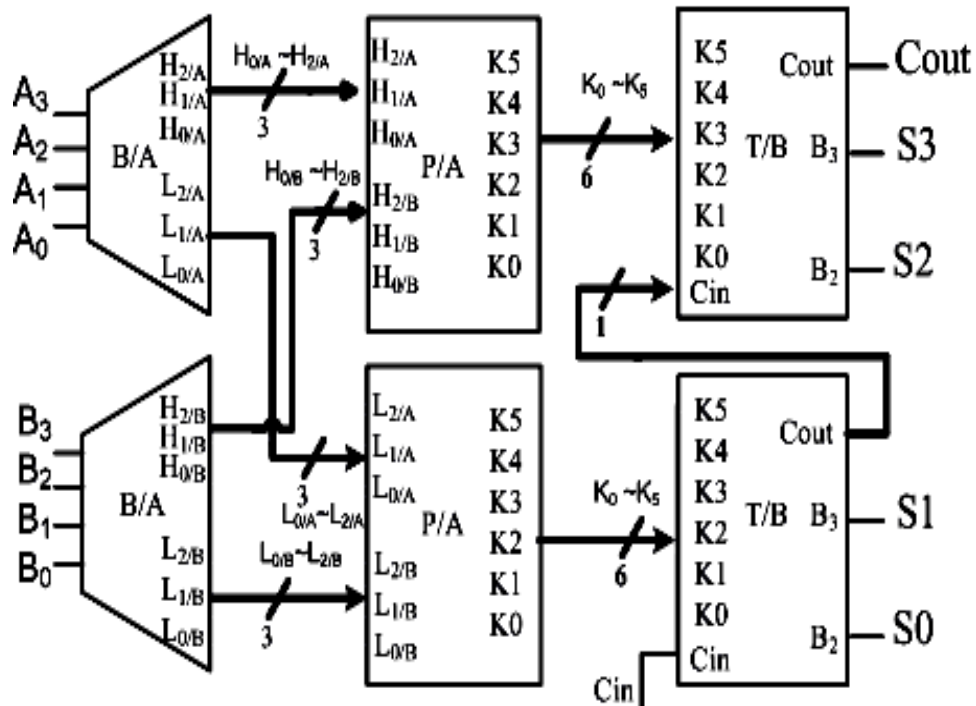 A3
A2
A1
A0
B/A
H2/A
H1/A
H0/A
L2/A
L1/A
L0/A
H0/A ~H2/A
3
H0/B ~H2/B
3
H2/A
H1/A
H0/A
H2/B
H1/B
H0/B
P/A
K5
K4
K3
K2
K1
K0
K0 ~K5
6
1
K5
K4
K3
K2
K1
K0
Cin
T/B
Cout
B3
B2
Cout
S3
S2
B3
B2
B1
B0
B/A
H2/B
H1/B
H0/B
L2/B
L1/B
L0/B
3
L0/A~L2/A
L0/B~L2/B
3
L2/A
L1/A
L0/A
L2/B
L1/B
L0/B
P/A
K5
K4
K3
K2
K1
K0
K0 ~K5
6
K5
K4
K3
K2
K1
K0
Cin
T/B
Cout
B3
B2
S1
S0
Cin